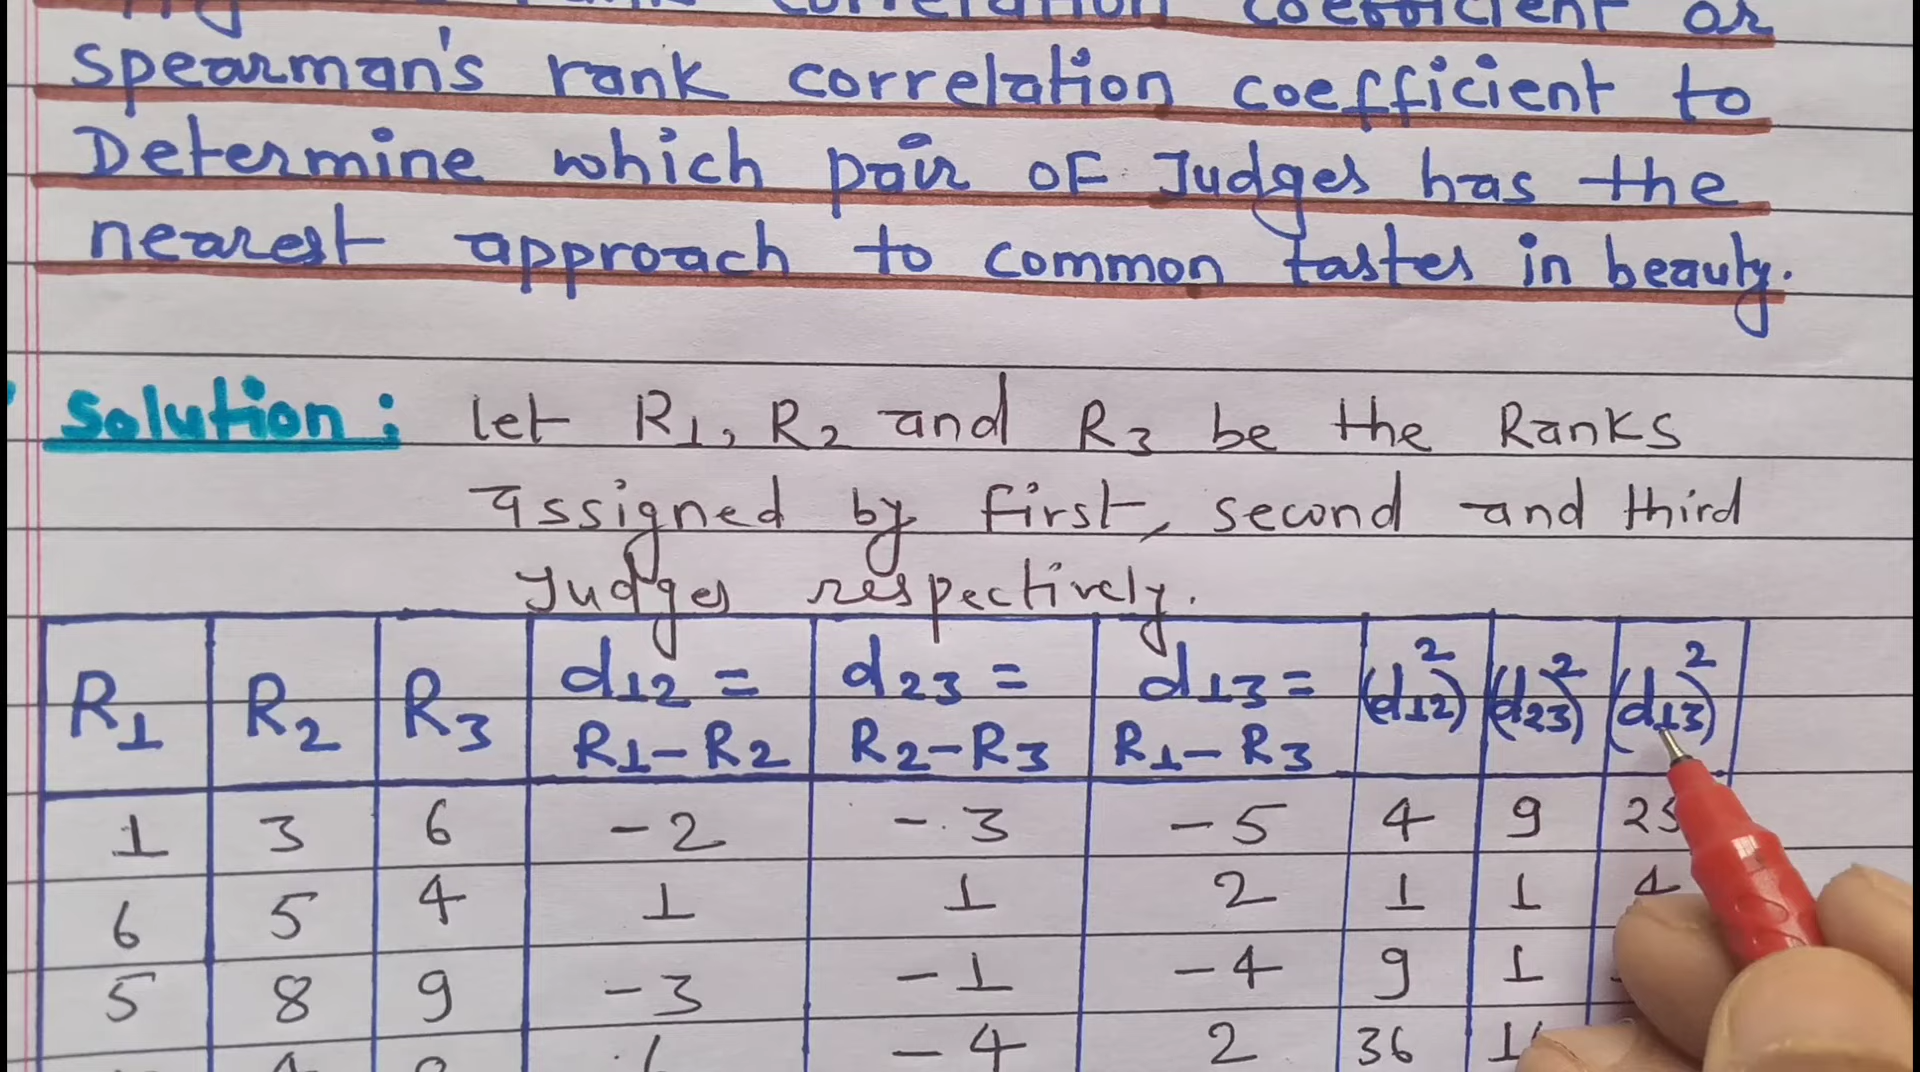 rank correlation coefficient or
spearman's rank correlation coefficient to
Determine which pair of Judges has the
nearest approach to common tastes in beauty.
Solution: let R1, R2 and R3 be the Ranks
assigned by first, second and third
Judges respectively.
R1 R2 R3 d12 = R1-R2 d23 = R2-R3 d13 = R1-R3 (d12)² (d23)² (d13)²
1 3 6 -2 -3 -5 4 9 25
6 5 4 1 1 2 1 1 4
5 8 9 -3 -1 -4 9 1
-4 2 36